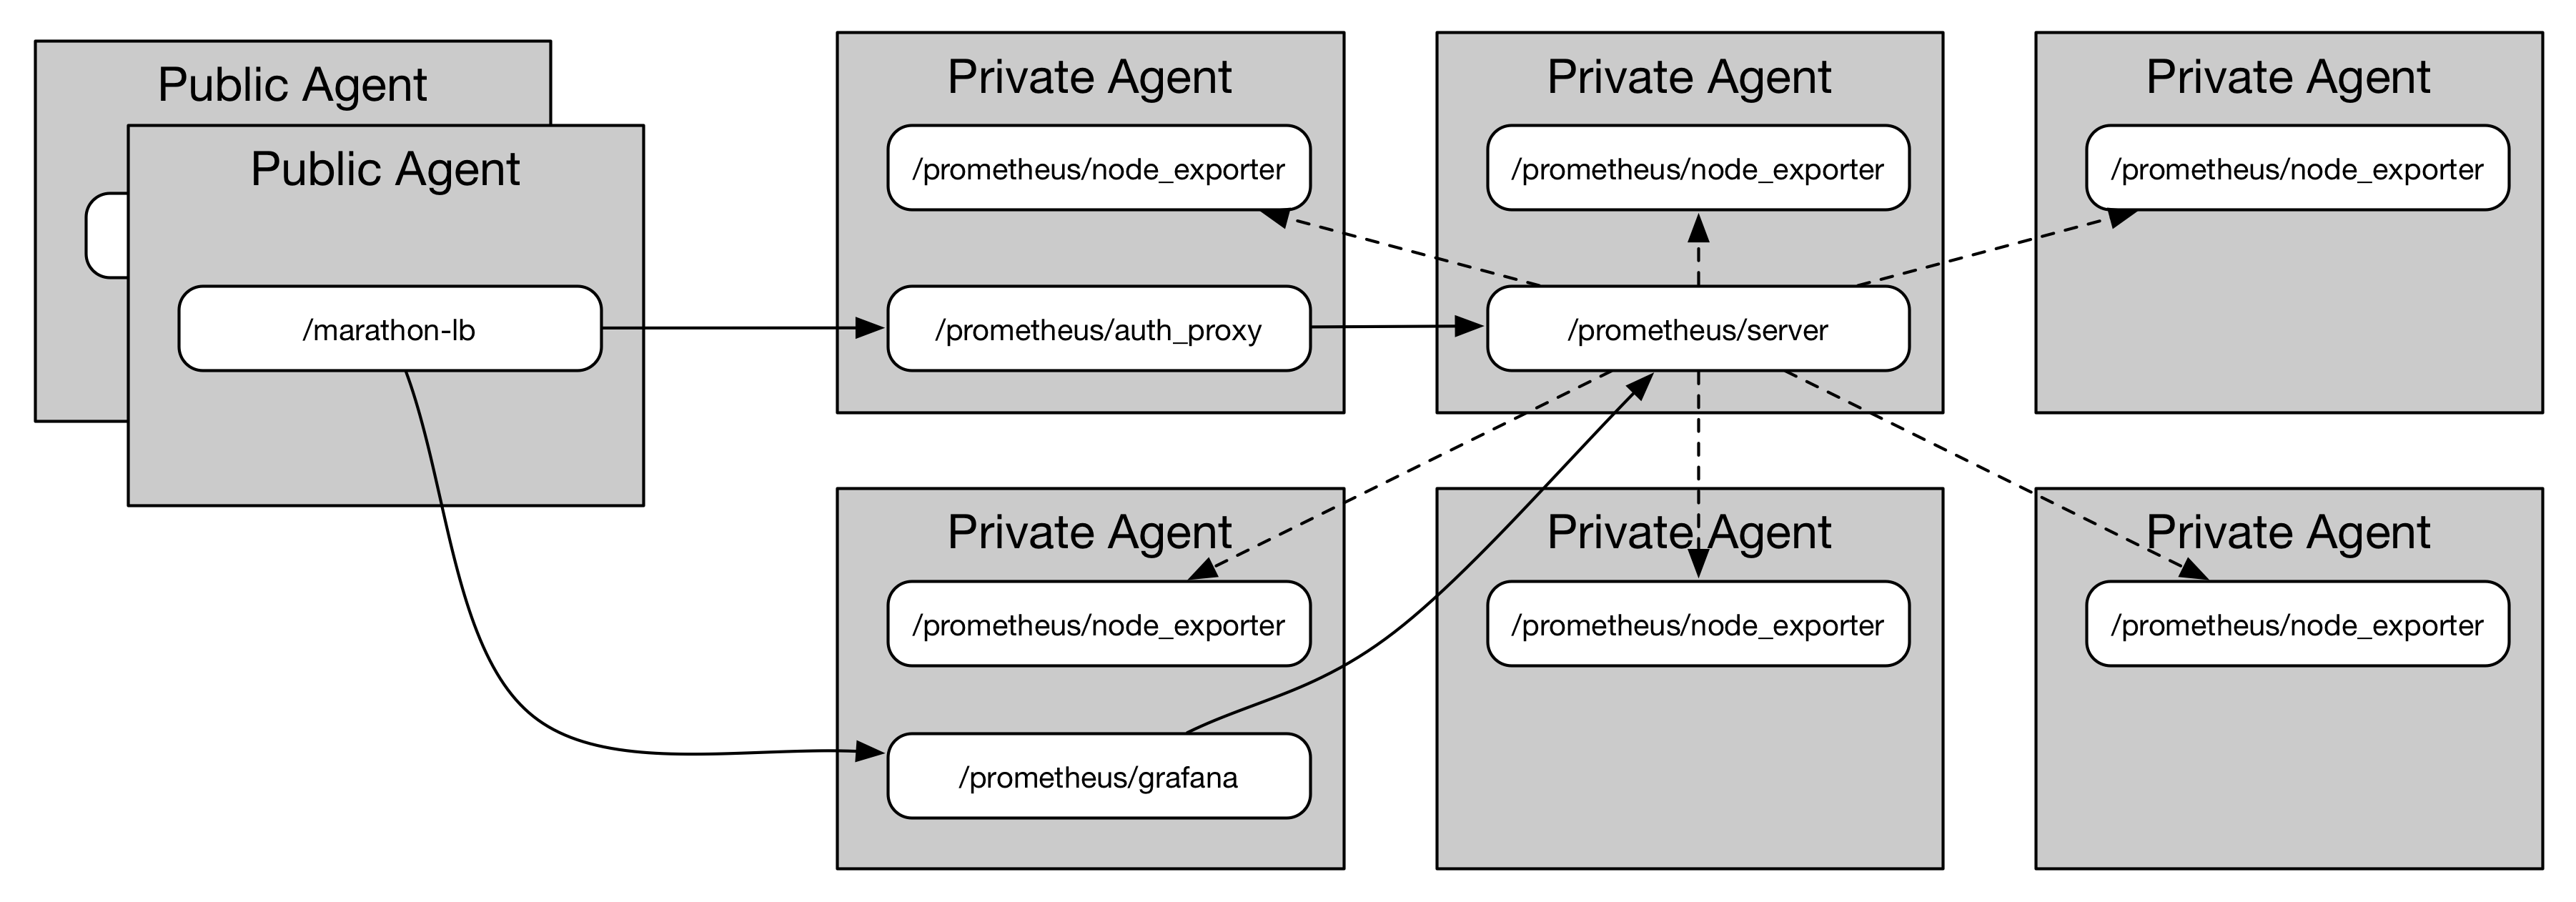 Public Agent
Public Agent
/marathon-lb
Private Agent
/prometheus/node_exporter
/prometheus/auth_proxy
Private Agent
/prometheus/node_exporter
/prometheus/server
Private Agent
/prometheus/node_exporter
Private Agent
/prometheus/node_exporter
/prometheus/grafana
Private Agent
/prometheus/node_exporter
Private Agent
/prometheus/node_exporter